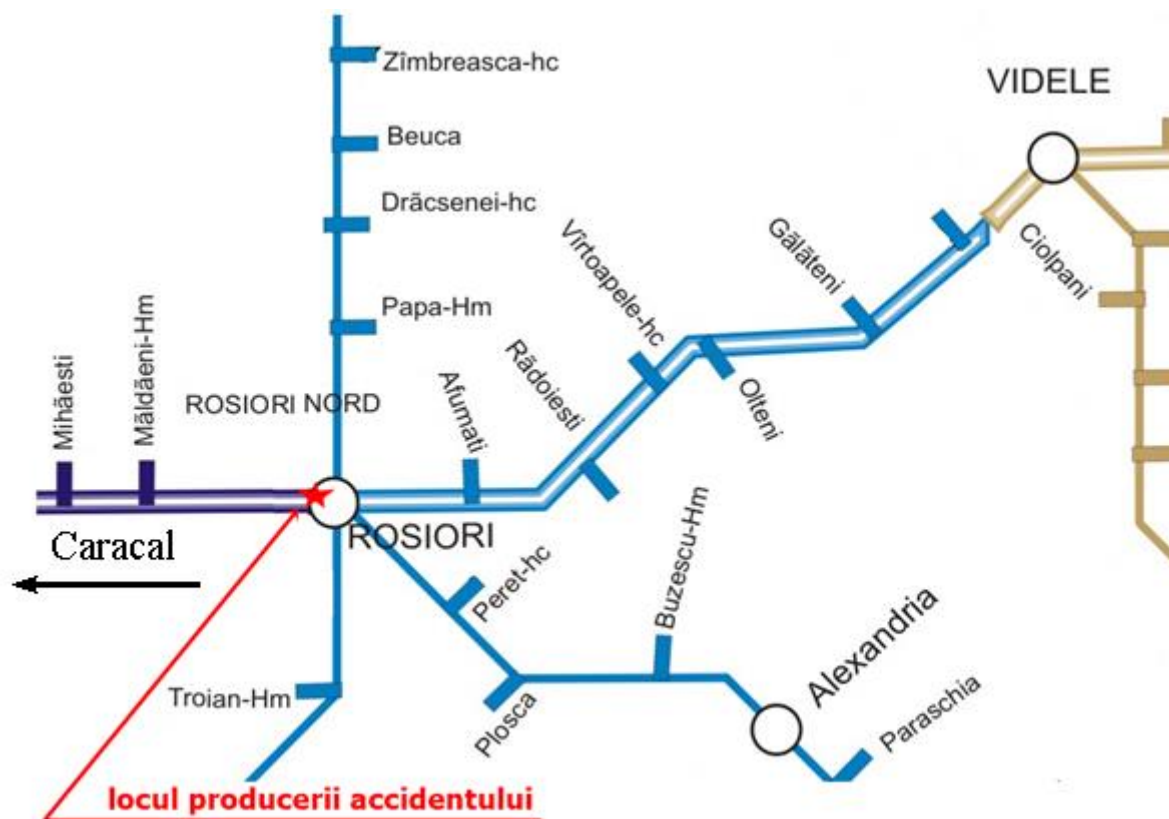 Zîmbreasca-hc
VIDELE
Beuca
Drăcsenei-hc
Vîrtoapele-hc
Gălăteni
Ciolpani
Papa-Hm
Rădoiesti
Olteni
Mihăesti
Măldăeni-Hm
ROSIORI NORD
Afumati
ROSIORI
Caracal
Peret-hc
Buzescu-Hm
Alexandria
Troian-Hm
Plosca
Paraschia
locul producerii accidentului